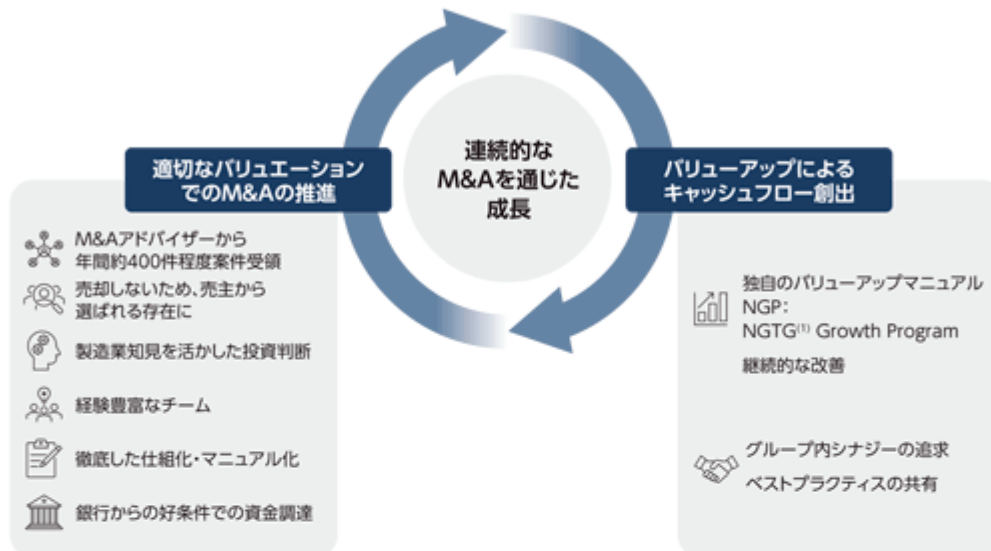 連続的な
M&Aを通じた
成長
適切なバリュエーション
でのM&Aの推進
M&Aアドバイザーから
年間約400件程度案件受領
売却しないため、売主から
選ばれる存在に
製造業知見を活かした投資判断
経験豊富なチーム
徹底した仕組化・マニュアル化
銀行からの好条件での資金調達
バリューアップによる
キャッシュフロー創出
独自のバリューアップマニュアル
NGP:
NGTG⁽¹⁾ Growth Program
継続的な改善
グループ内シナジーの追求
ベストプラクティスの共有